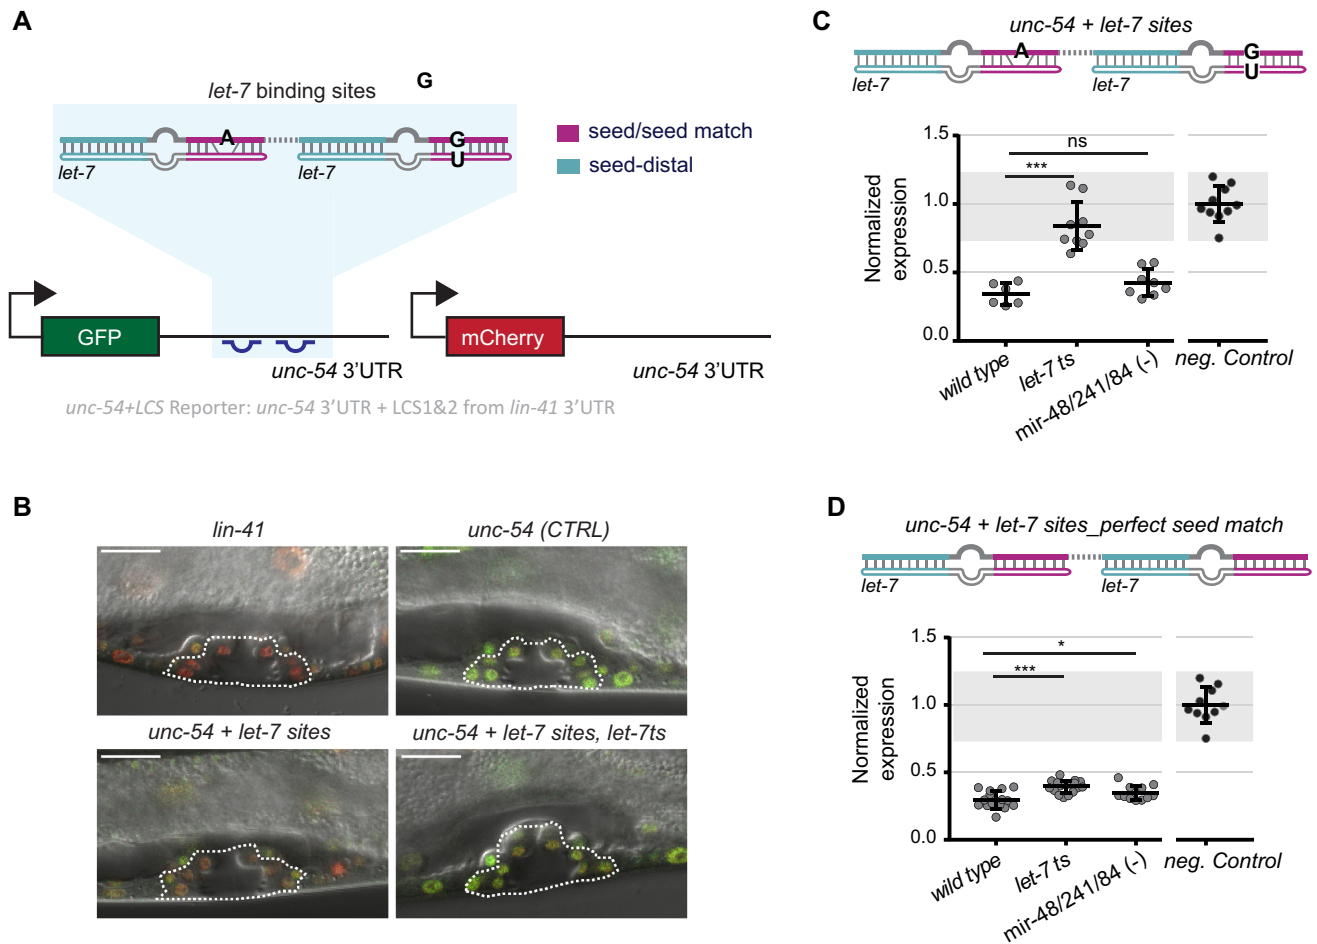 A
G
let-7 binding sites
A
G
U
let-7
let-7
seed/seed match
seed-distal
GFP
mCherry
unc-54 3'UTR
unc-54 3'UTR
unc-54+LCS Reporter: unc-54 3'UTR + LCS1&2 from lin-41 3'UTR
B
lin-41
unc-54 (CTRL)
unc-54 + let-7 sites
unc-54 + let-7 sites, let-7ts
C
unc-54 + let-7 sites
A
G
U
let-7
let-7
Normalized
expression
1.5
1.0
0.5
0.0
ns
***
wild type
let-7 ts
mir-48/241/84 (-)
neg. Control
D
unc-54 + let-7 sites_perfect seed match
let-7
let-7
Normalized
expression
1.5
1.0
0.5
0.0
*
***
wild type
let-7 ts
mir-48/241/84 (-)
neg. Control